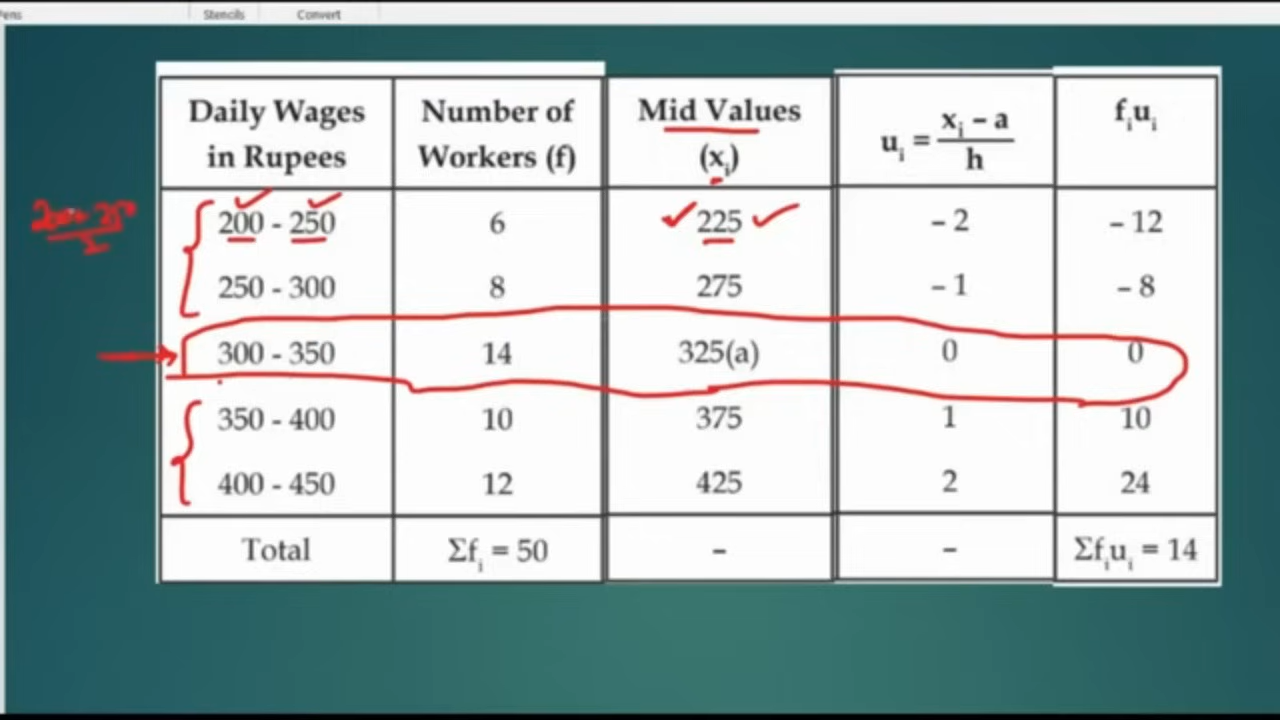 Pens Stencils Convert
Daily Wages in Rupees | Number of Workers (f) | Mid Values (xᵢ) | uᵢ = (xᵢ – a)/h | fᵢuᵢ
200 - 250 | 6 | 225 | – 2 | – 12
250 - 300 | 8 | 275 | – 1 | – 8
300 - 350 | 14 | 325(a) | 0 | 0
350 - 400 | 10 | 375 | 1 | 10
400 - 450 | 12 | 425 | 2 | 24
Total | Σfᵢ = 50 | – | – | Σfᵢuᵢ = 14